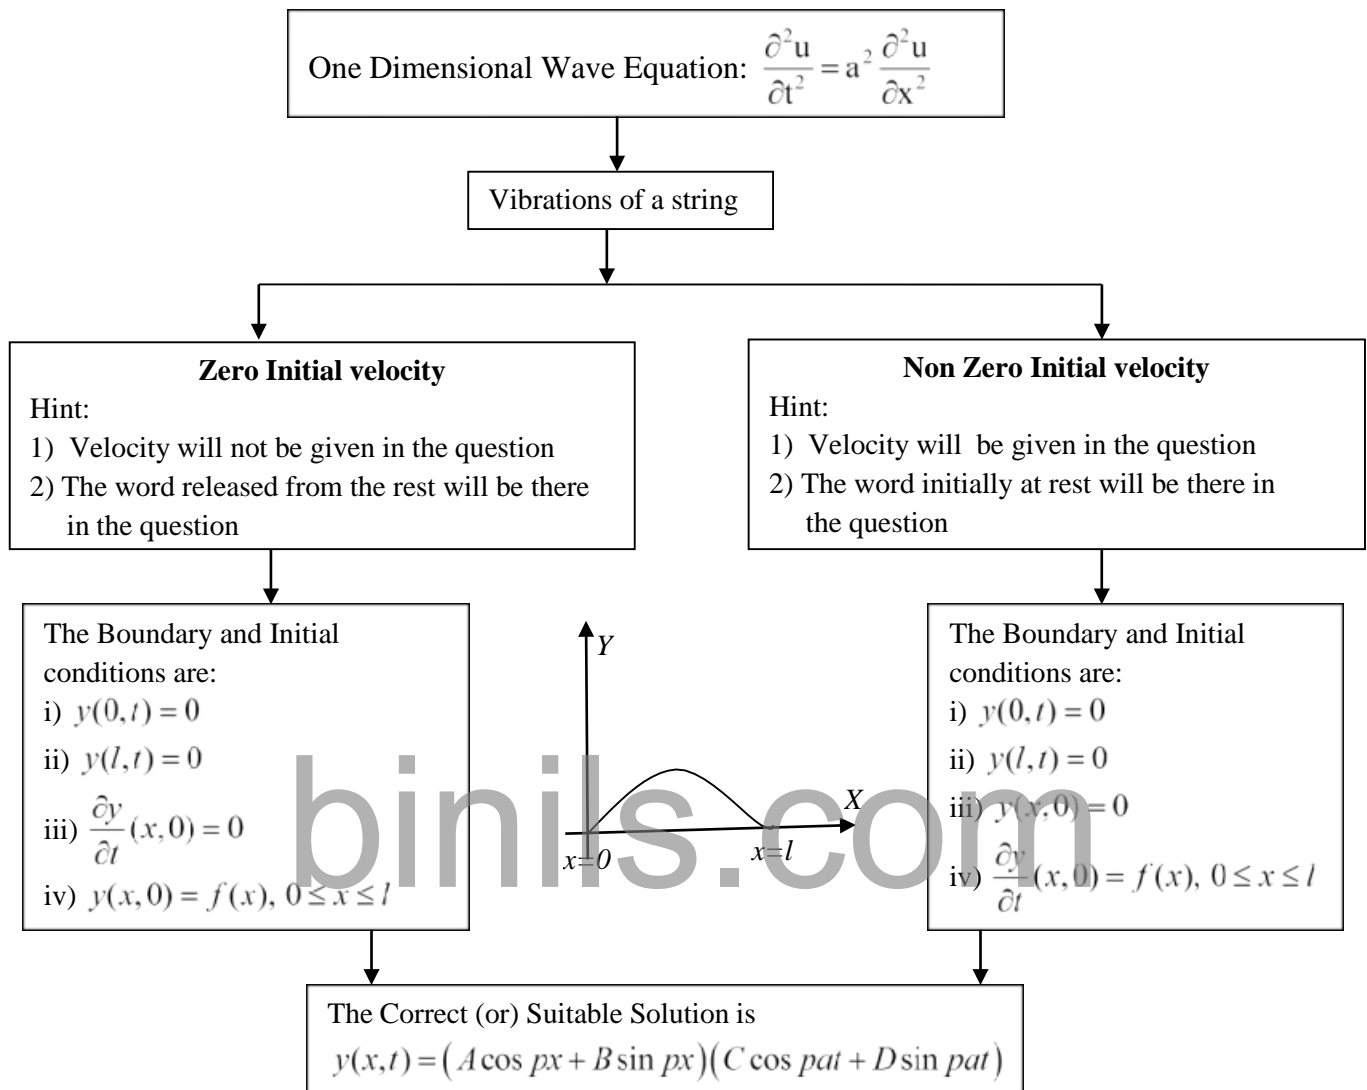 One Dimensional Wave Equation: ∂²u/∂t² = a² ∂²u/∂x²
Vibrations of a string
Zero Initial velocity
Hint:
1) Velocity will not be given in the question
2) The word released from the rest will be there
in the question
Non Zero Initial velocity
Hint:
1) Velocity will be given in the question
2) The word initially at rest will be there in
the question
The Boundary and Initial
conditions are:
i) y(0,t) = 0
ii) y(l,t) = 0
iii) ∂y/∂t (x,0) = 0
iv) y(x,0) = f(x), 0 ≤ x ≤ l
Y
X
x=0
x=l
The Boundary and Initial
conditions are:
i) y(0,t) = 0
ii) y(l,t) = 0
iii) y(x,0) = 0
iv) ∂y/∂t (x,0) = f(x), 0 ≤ x ≤ l
binils.com
The Correct (or) Suitable Solution is
y(x,t) = (A cos px + B sin px)(C cos pat + D sin pat)